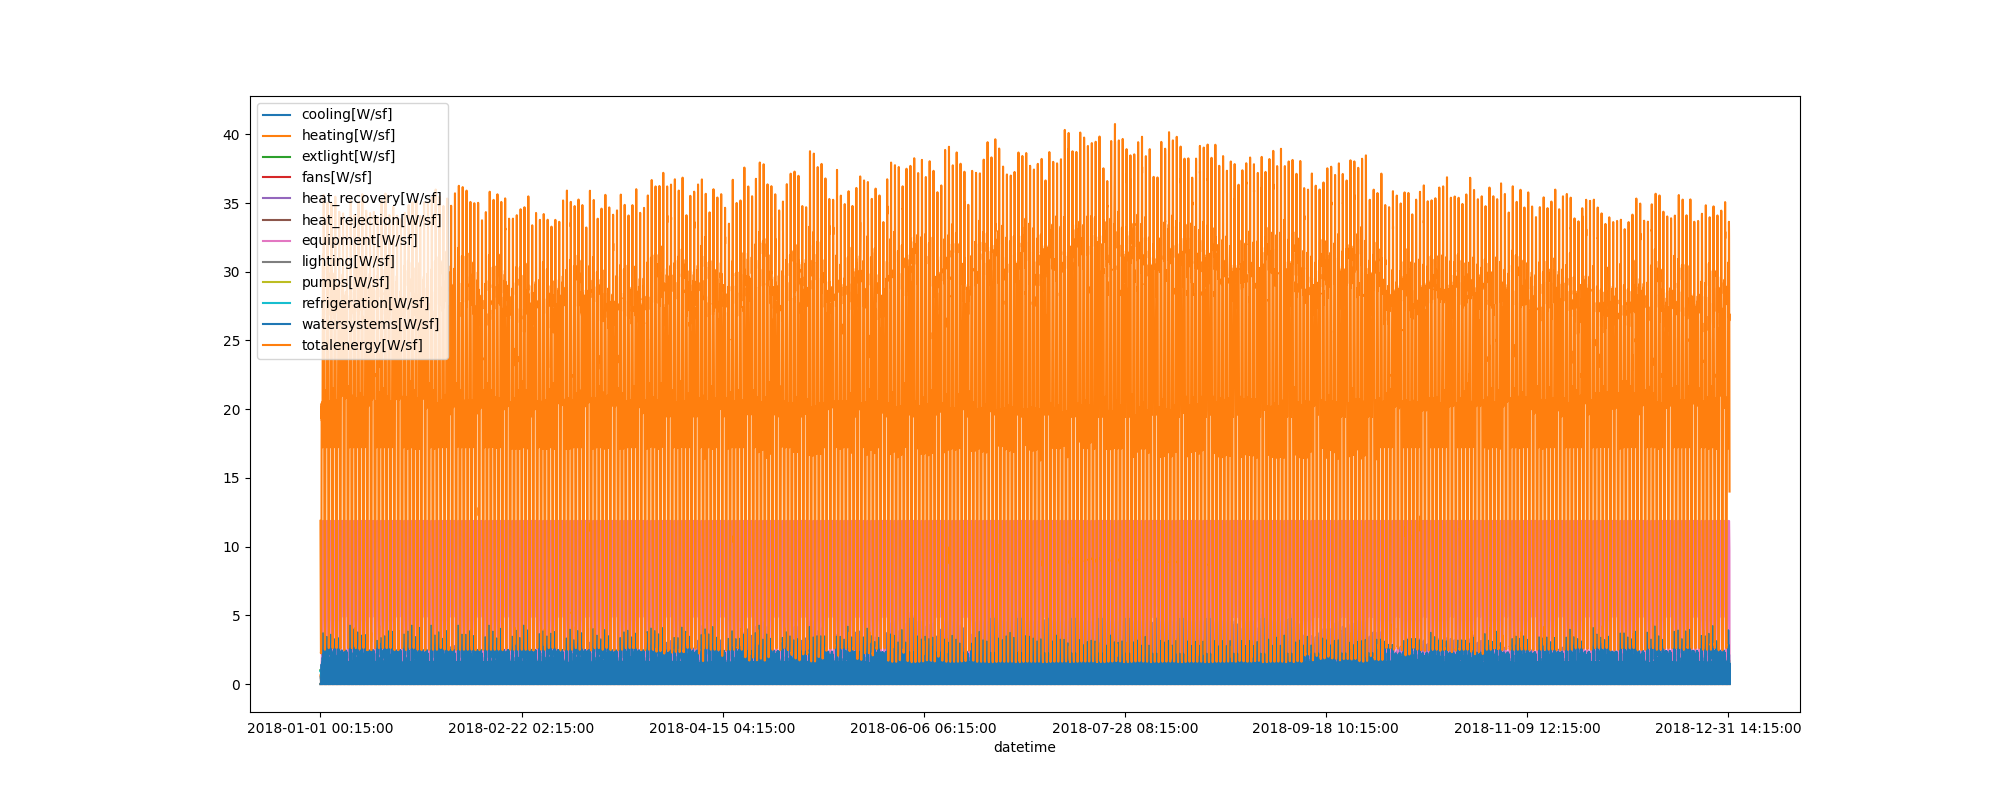 cooling[W/sf]
heating[W/sf]
extlight[W/sf]
fans[W/sf]
heat_recovery[W/sf]
heat_rejection[W/sf]
equipment[W/sf]
lighting[W/sf]
pumps[W/sf]
refrigeration[W/sf]
watersystems[W/sf]
totalenergy[W/sf]
40
35
30
25
20
15
10
5
0
2018-01-01 00:15:00 2018-02-22 02:15:00 2018-04-15 04:15:00 2018-06-06 06:15:00 2018-07-28 08:15:00 2018-09-18 10:15:00 2018-11-09 12:15:00 2018-12-31 14:15:00
datetime